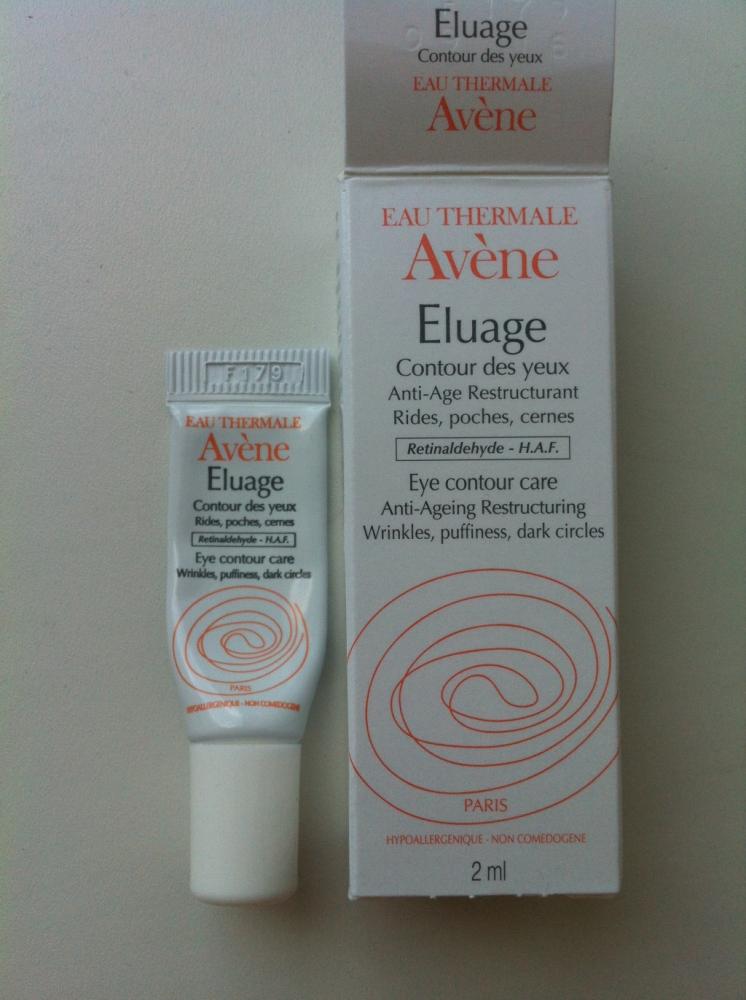 Eluage
Contour des yeux
EAU THERMALE
Avène
EAU THERMALE
Avène
Eluage
Contour des yeux
Anti-Age Restructurant
Rides, poches, cernes
Retinaldehyde - H.A.F.
Eye contour care
Anti-Ageing Restructuring
Wrinkles, puffiness, dark circles
PARIS
HYPOALLERGENIQUE - NON COMEDOGENE
2 ml
F179
EAU THERMALE
Avène
Eluage
Contour des yeux
Rides, poches, cernes
Retinaldehyde - H.A.F.
Eye contour care
Wrinkles, puffiness, dark circles
PARIS
HYPOALLERGENIQUE - NON COMEDOGENE